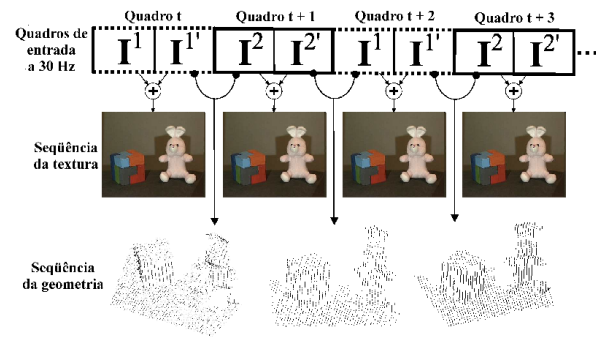 Quadro t
Quadro t + 1
Quadro t + 2
Quadro t + 3
Quadros de
entrada
a 30 Hz
I1 I1' I2 I2' I1 I1' I2 I2' ...
+ + + +
Seqüência
da textura
Seqüência
da geometria